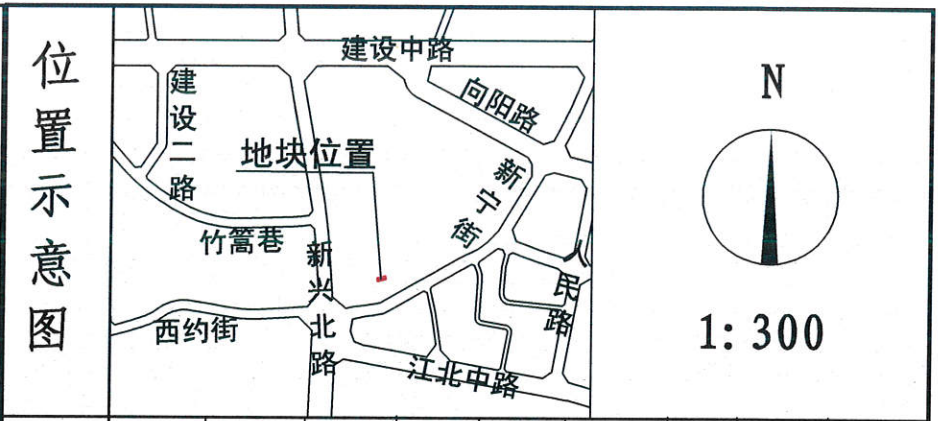 位置示意图
建设中路
向阳路
建设二路
地块位置
新宁街
竹篙巷
新兴北路
人民路
西约街
江北中路
N
1:300